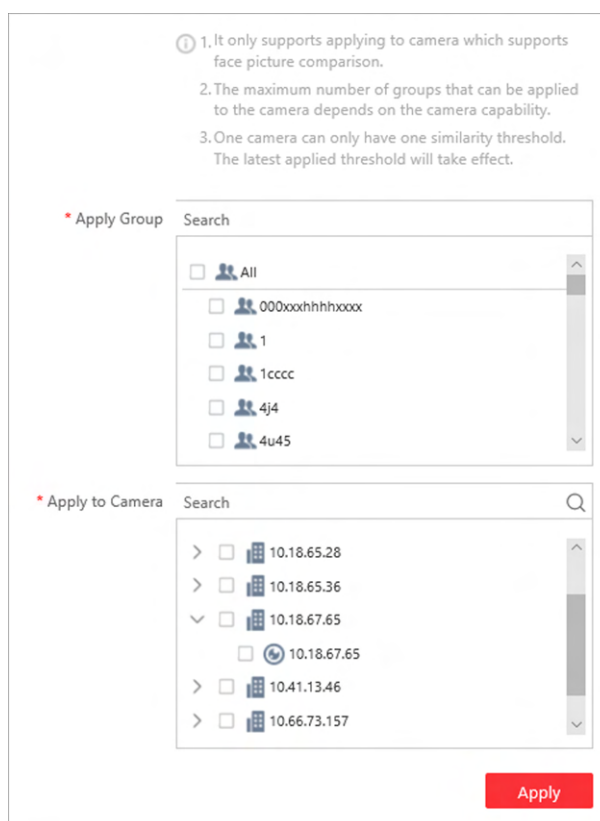 1. It only supports applying to camera which supports
face picture comparison.
2. The maximum number of groups that can be applied
to the camera depends on the camera capability.
3. One camera can only have one similarity threshold.
The latest applied threshold will take effect.
* Apply Group Search
All
000xxxhhhhxxxx
1
1cccc
4j4
4u45
* Apply to Camera Search
10.18.65.28
10.18.65.36
10.18.67.65
10.18.67.65
10.41.13.46
10.66.73.157
Apply